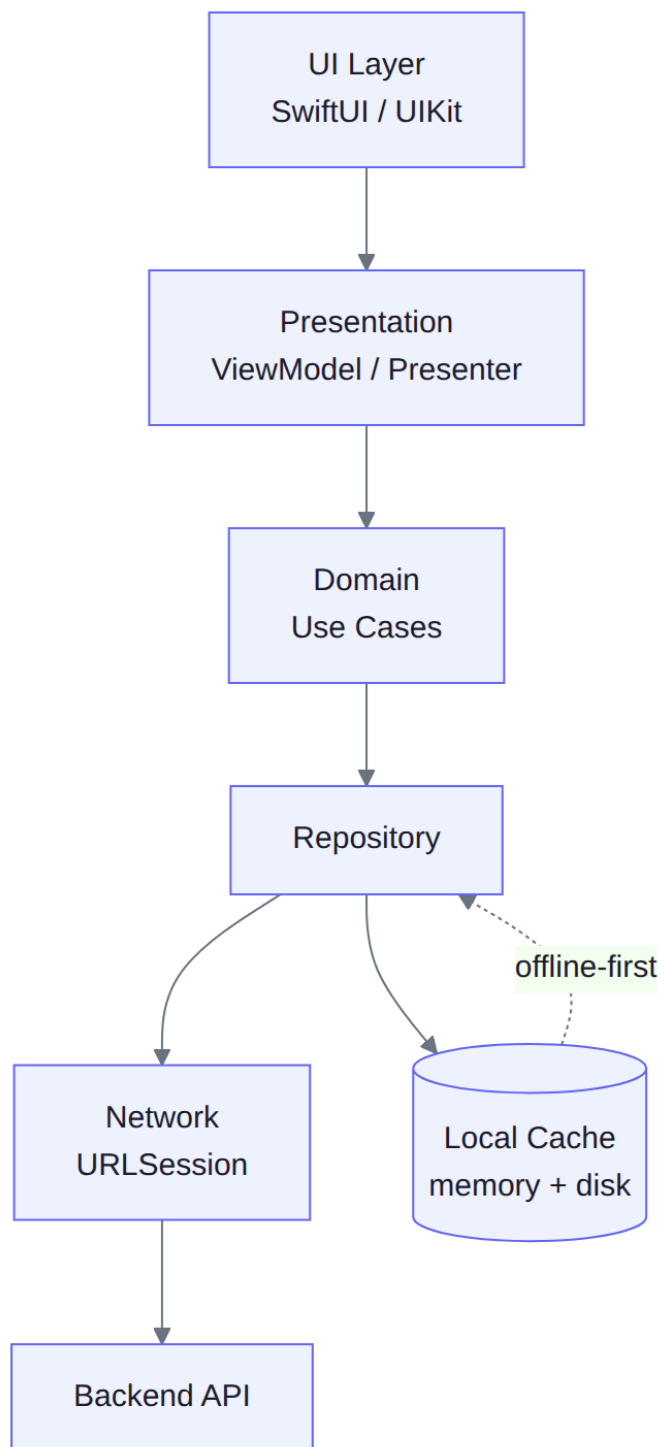 UI Layer
SwiftUI / UIKit
Presentation
ViewModel / Presenter
Domain
Use Cases
Repository
offline-first
Network
URLSession
Local Cache
memory + disk
Backend API